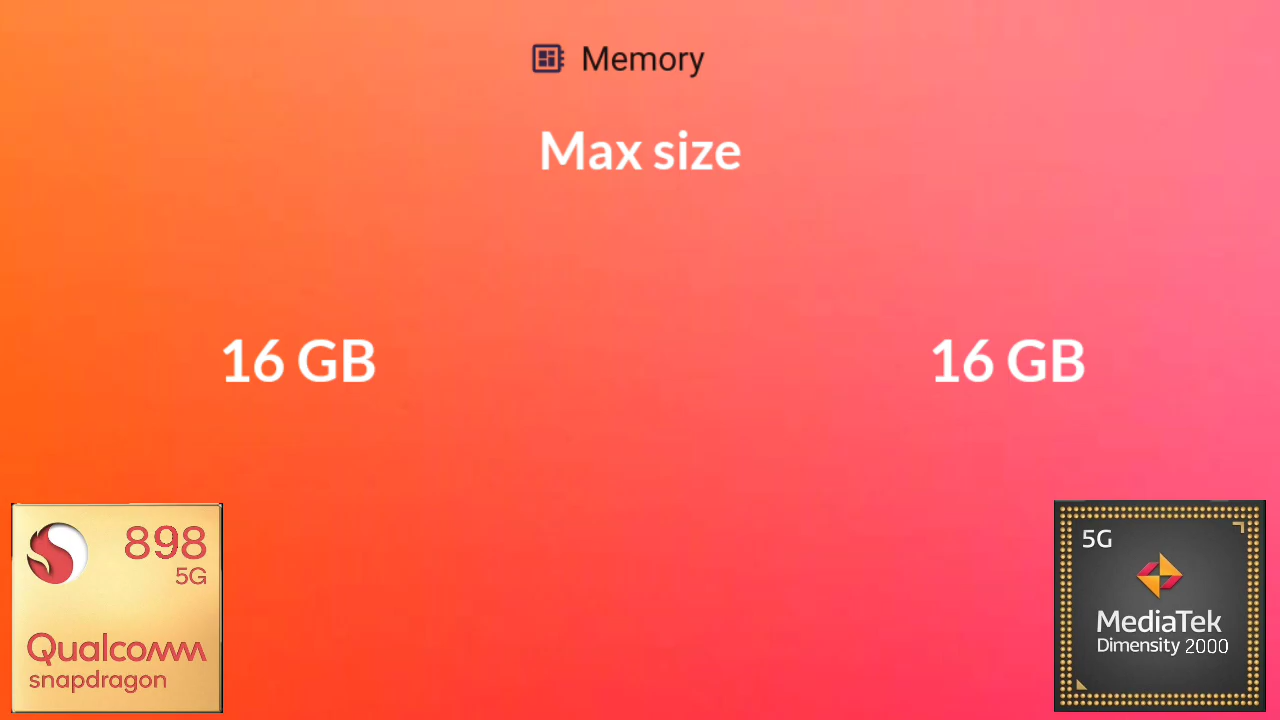 Memory
Max size
16 GB
16 GB
898
5G
Qualcomm
snapdragon
5G
MediaTek
Dimensity 2000